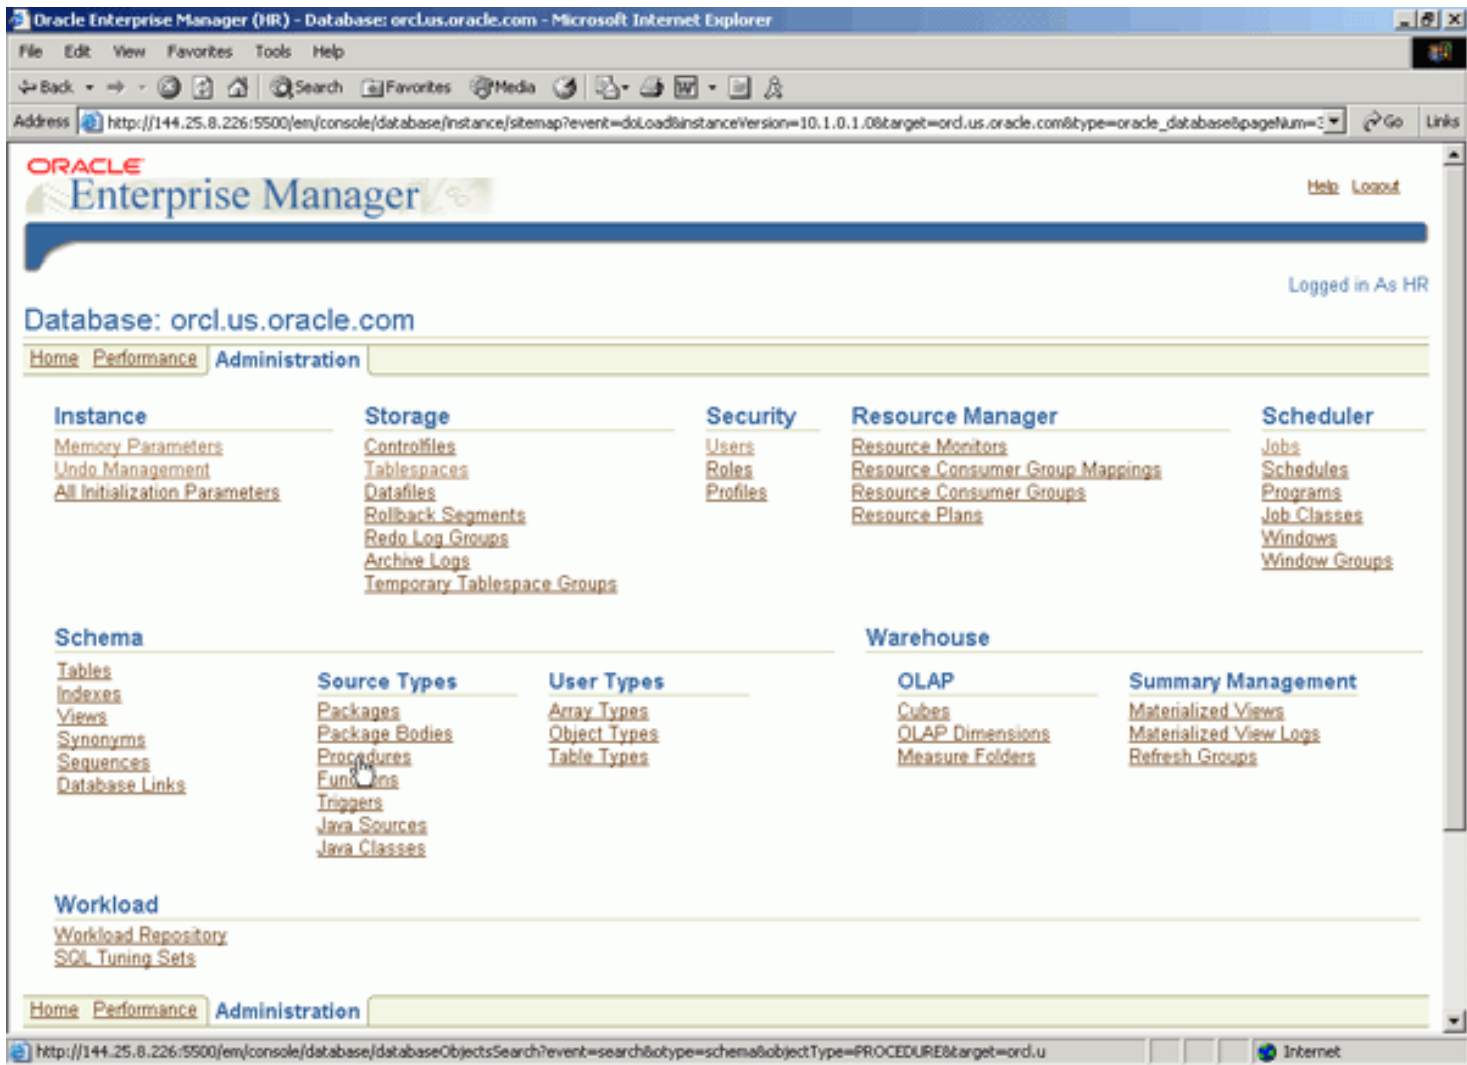 Oracle Enterprise Manager (HR) - Database: orcl.us.oracle.com - Microsoft Internet Explorer
File Edit View Favorites Tools Help
Back Search Favorites Media
Address http://144.25.8.226:5500/em/console/database/instance/sitemap?event=doLoad&instanceVersion=10.1.0.1.0&target=orcl.us.oracle.com&type=oracle_database&pageNum=3 Go Links
ORACLE
Enterprise Manager
Help Logout
Logged in As HR
Database: orcl.us.oracle.com
Home Performance Administration
Instance Storage Security Resource Manager Scheduler
Memory Parameters Controlfiles Users Resource Monitors Jobs
Undo Management Tablespaces Roles Resource Consumer Group Mappings Schedules
All Initialization Parameters Datafiles Profiles Resource Consumer Groups Programs
Rollback Segments Resource Plans Job Classes
Redo Log Groups Windows
Archive Logs Window Groups
Temporary Tablespace Groups
Schema Warehouse
Tables
Source Types User Types OLAP Summary Management
Indexes
Views Packages Array Types Cubes Materialized Views
Synonyms Package Bodies Object Types OLAP Dimensions Materialized View Logs
Sequences Procedures Table Types Measure Folders Refresh Groups
Database Links Functions
Triggers
Java Sources
Java Classes
Workload
Workload Repository
SQL Tuning Sets
Home Performance Administration
http://144.25.8.226:5500/em/console/database/databaseObjectsSearch?event=search&otype=schema&objectType=PROCEDURE&target=orcl.u Internet